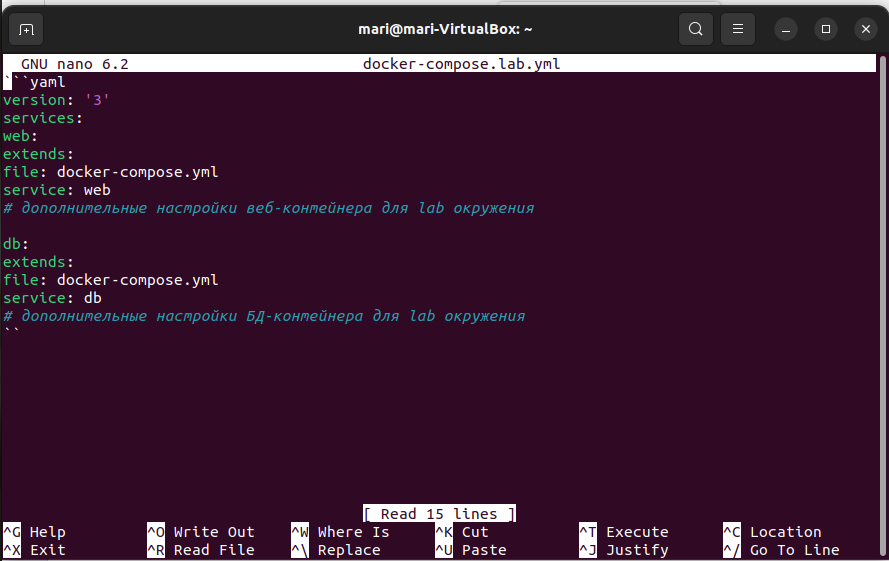 mari@mari-VirtualBox: ~
GNU nano 6.2 docker-compose.lab.yml
```yaml
version: '3'
services:
web:
extends:
file: docker-compose.yml
service: web
# дополнительные настройки веб-контейнера для lab окружения
db:
extends:
file: docker-compose.yml
service: db
# дополнительные настройки БД-контейнера для lab окружения
``
[ Read 15 lines ]
^G Help ^O Write Out ^W Where Is ^K Cut ^T Execute ^C Location
^X Exit ^R Read File ^\ Replace ^U Paste ^J Justify ^/ Go To Line